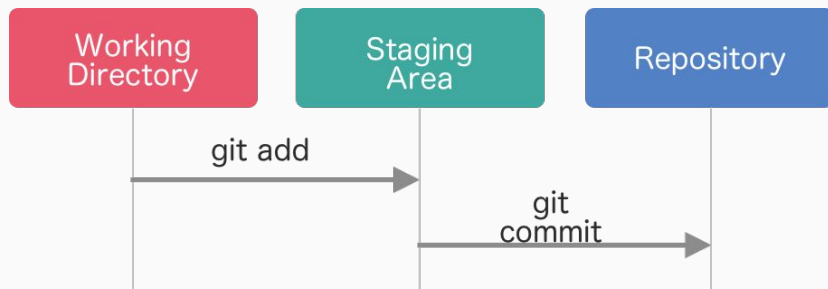 Working
Directory
Staging
Area
Repository
git add
git
commit